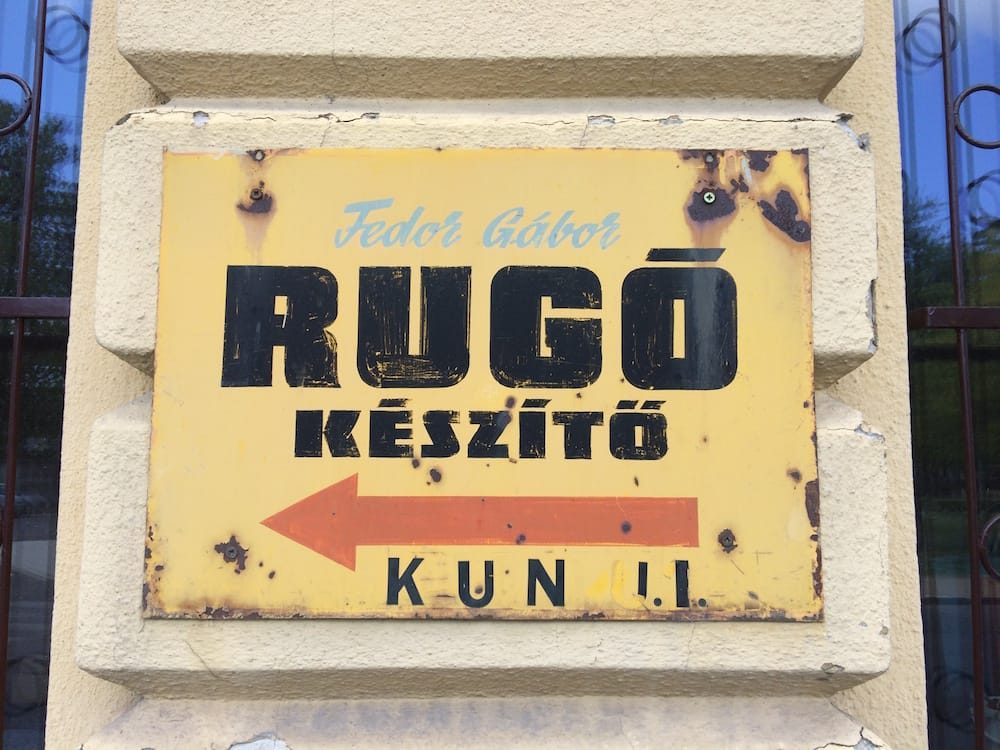 Fedor Gábor
RUGÓ
KÉSZÍTŐ
KUN